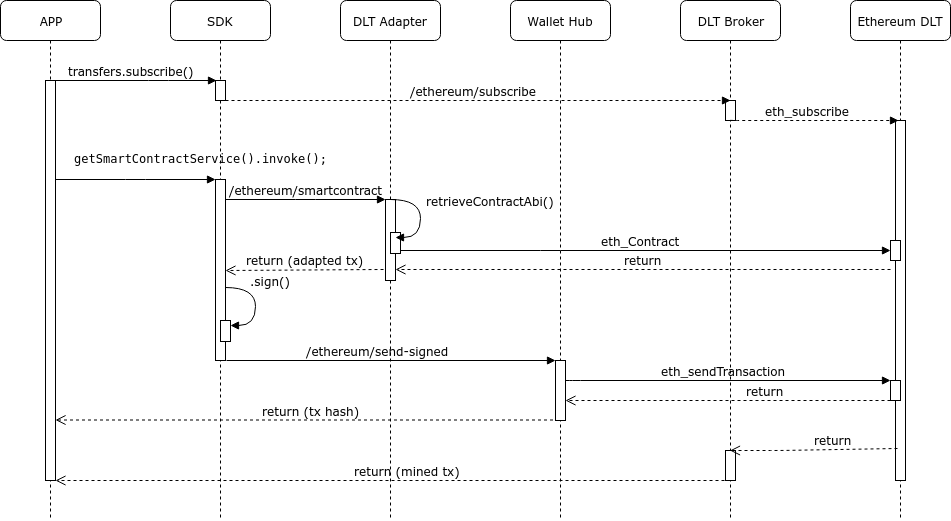 APP
SDK
DLT Adapter
Wallet Hub
DLT Broker
Ethereum DLT
transfers.subscribe()
/ethereum/subscribe
eth_subscribe
getSmartContractService().invoke();
/ethereum/smartcontract
retrieveContractAbi()
eth_Contract
return (adapted tx)
return
.sign()
/ethereum/send-signed
eth_sendTransaction
return
return (tx hash)
return
return (mined tx)